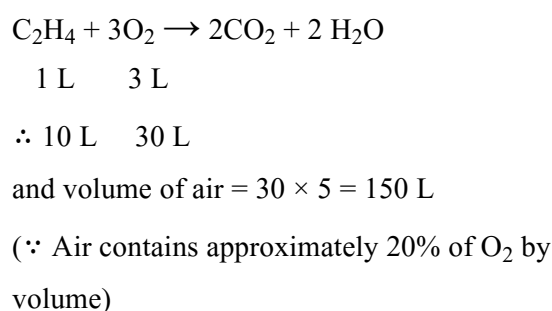 C₂H₄ + 3O₂ → 2CO₂ + 2 H₂O
1 L 3 L
∴ 10 L 30 L
and volume of air = 30 × 5 = 150 L
(∵ Air contains approximately 20% of O₂ by
volume)